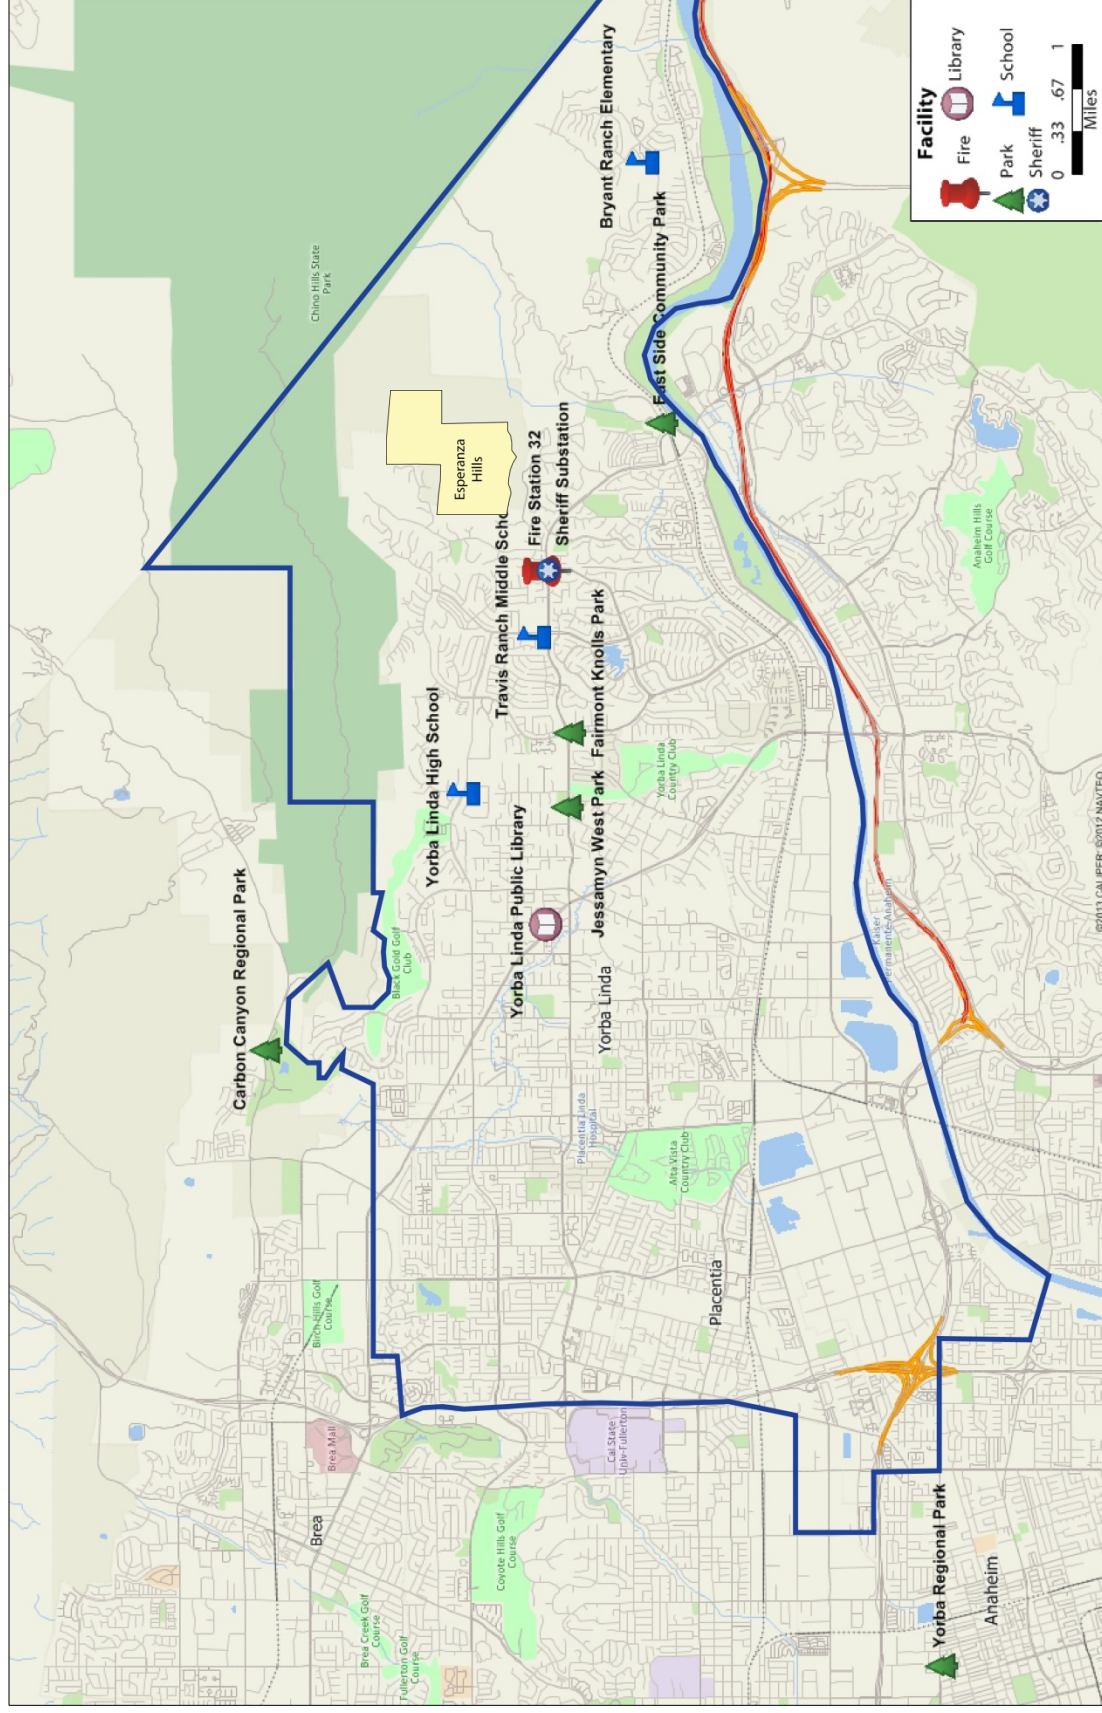 Carbon Canyon Regional Park
Chino Hills State
Park
Brea
Brea Mall
Birch Hills Golf
Course
Black Gold Golf
Club
Brea Creek Golf
Course
Fullerton Golf
Course
Yorba Linda High School
Esperanza
Hills
Coyote Hills Golf
Course
Travis Ranch Middle Scho
Yorba Linda Public Library
Fire Station 32
Sheriff Substation
Bryant Ranch Elementary
Jessamyn West Park
Fairmont Knolls Park
Yorba Linda
Placentia Linda
Hospital
Cal State
Univ-Fullerton
East Side Community Park
Yorba Linda
Country Club
Alta Vista
Country Club
Placentia
Kaiser
Permanente-Anaheim
Anaheim Hills
Golf Course
Yorba Regional Park
Anaheim
Facility
Fire
Library
Park
School
Sheriff
0 .33 .67 1
Miles
©2013 CALIPER; ©2012 NAVTEQ